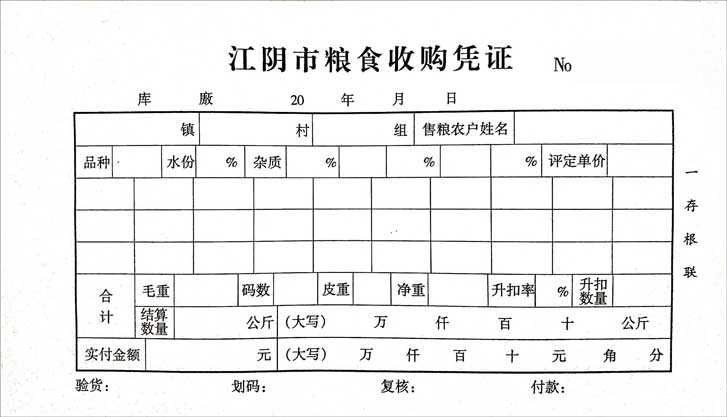 江阴市粮食收购凭证 №
库 廒 20 年 月 日
镇 村 组 售粮农户姓名
品种 水份 % 杂质 % % % 评定单价
合计 毛重 码数 皮重 净重 升扣率 % 升扣数量
结算数量 公斤 (大写) 万 仟 百 十 公斤
实付金额 元 (大写) 万 仟 百 十 元 角 分
验货: 划码: 复核: 付款:
一存根联